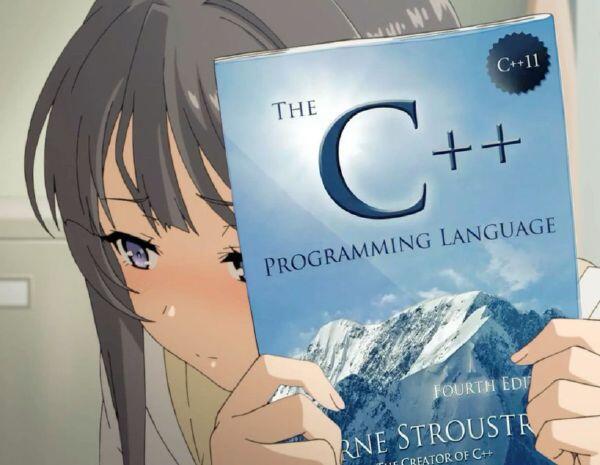 C++11
THE
C++
PROGRAMMING LANGUAGE
FOURTH EDI
RNE STROUSTR
THE CREATOR OF C++